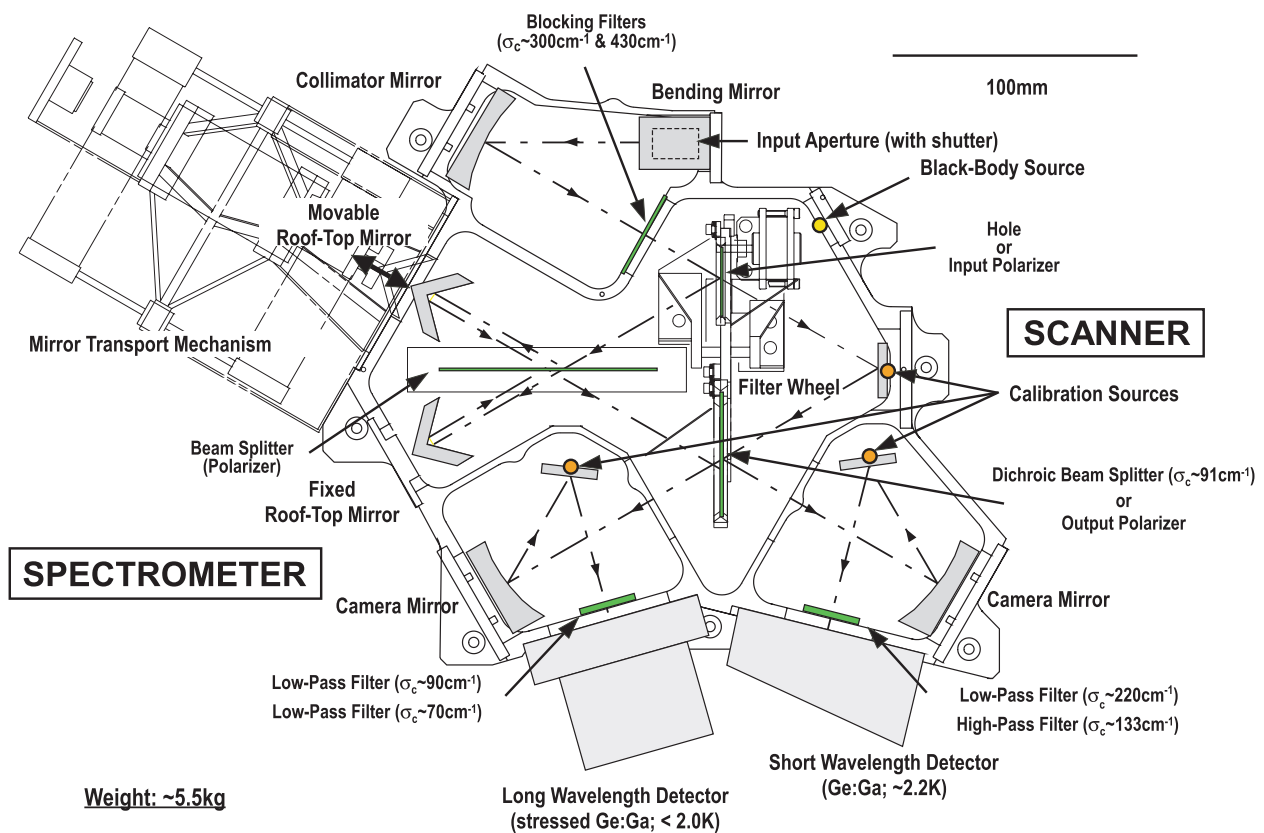 Blocking Filters
(σc~300cm-1 & 430cm-1)
Collimator Mirror
Bending Mirror
100mm
Input Aperture (with shutter)
Black-Body Source
Movable
Roof-Top Mirror
Hole
or
Input Polarizer
Mirror Transport Mechanism
SCANNER
Filter Wheel
Calibration Sources
Beam Splitter
(Polarizer)
Dichroic Beam Splitter (σc~91cm-1)
or
Output Polarizer
Fixed
Roof-Top Mirror
SPECTROMETER
Camera Mirror
Camera Mirror
Low-Pass Filter (σc~90cm-1)
Low-Pass Filter (σc~70cm-1)
Low-Pass Filter (σc~220cm-1)
High-Pass Filter (σc~133cm-1)
Short Wavelength Detector
(Ge:Ga; ~2.2K)
Weight: ~5.5kg
Long Wavelength Detector
(stressed Ge:Ga; < 2.0K)